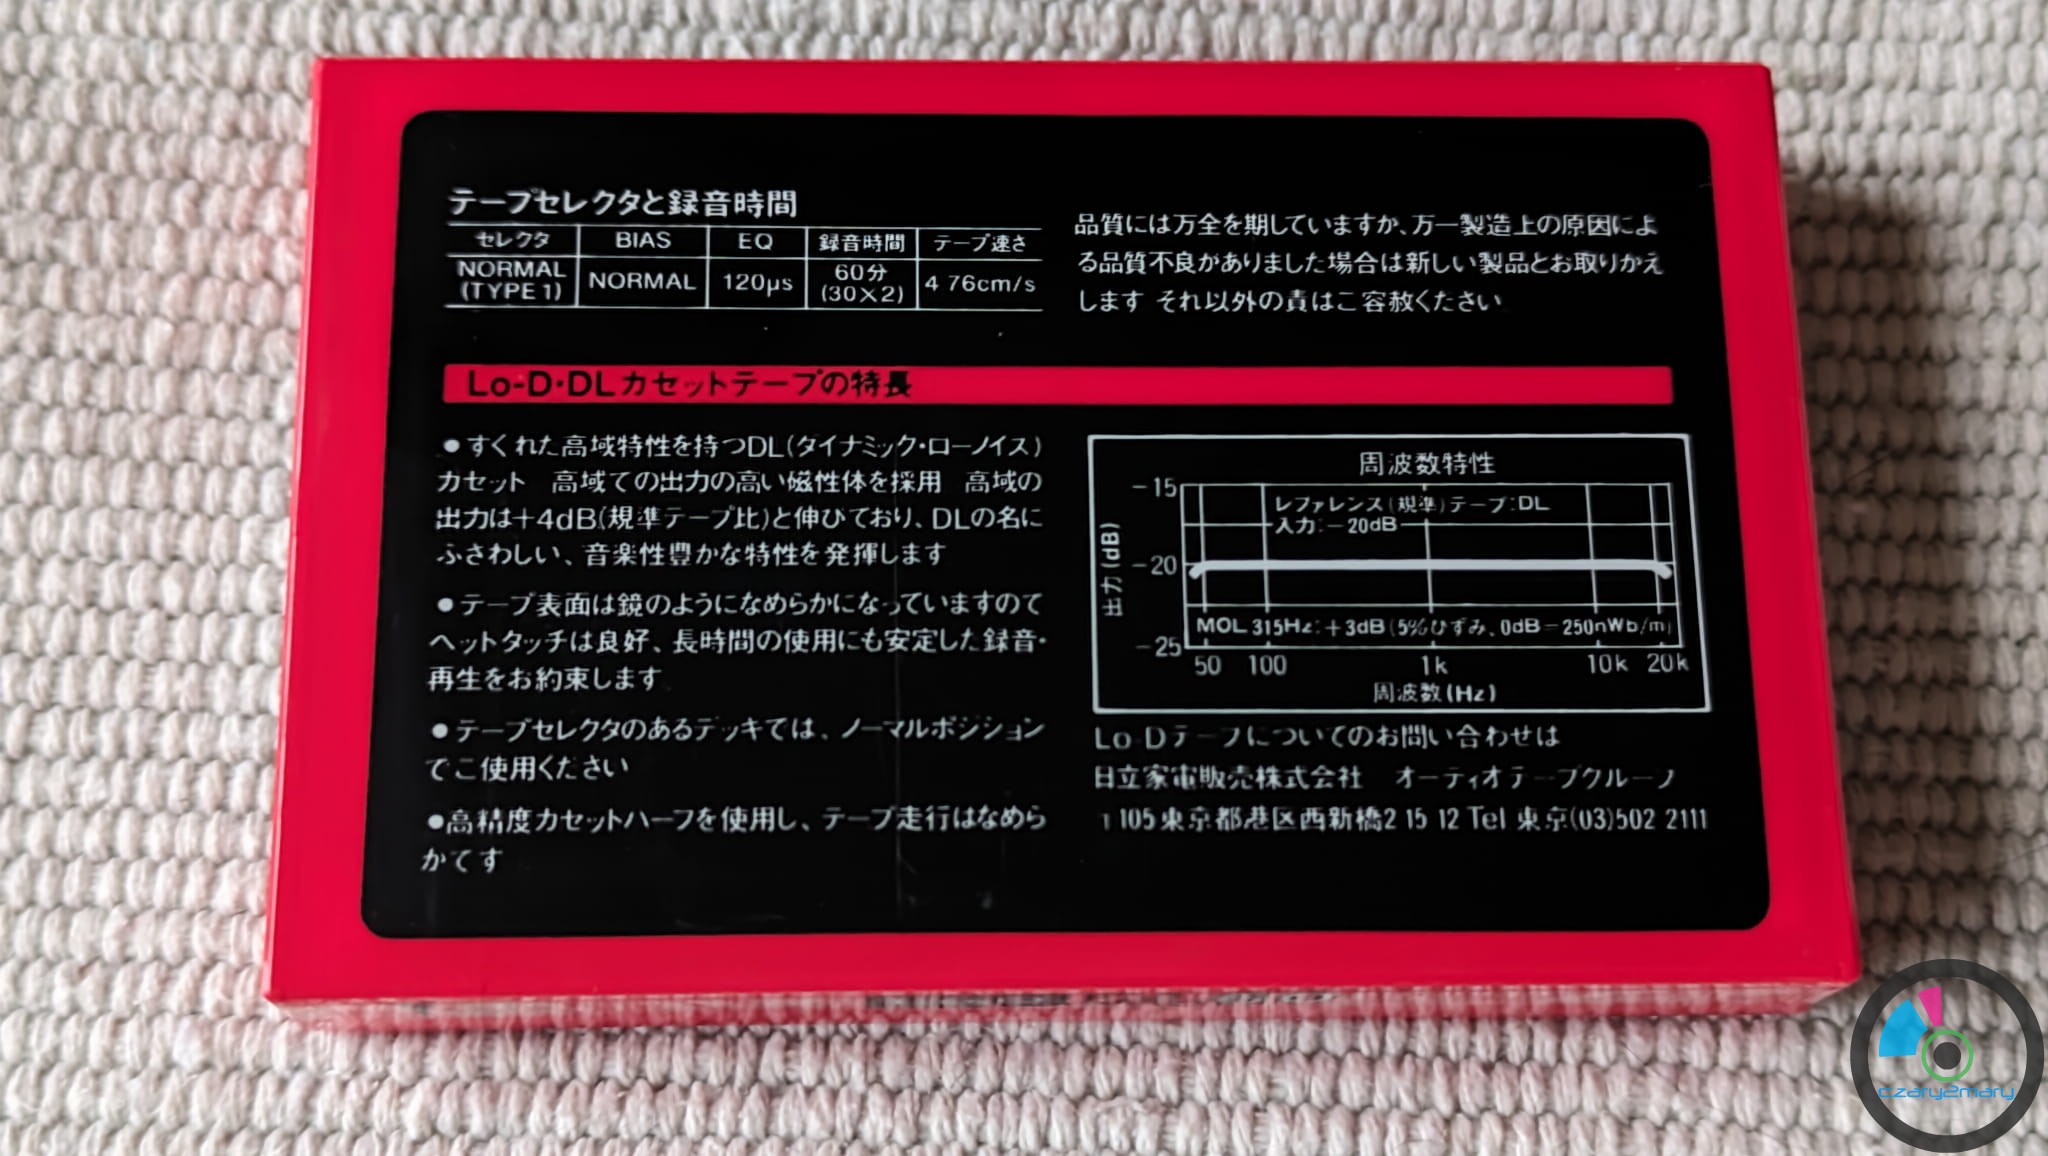 テープセレクタと録音時間
セレクタ BIAS EQ 録音時間 テープ速さ
NORMAL (TYPE 1) NORMAL 120μs 60分 (30×2) 4 76cm/s
品質には万全を期していますが、万一製造上の原因によ
る品質不良がありました場合は新しい製品とお取りかえ
します それ以外の責はご容赦ください
Lo-D・DLカセットテープの特長
●すぐれた高域特性を持つDL(ダイナミック・ローノイズ)
カセット 高域での出力の高い磁性体を採用 高域の
出力は+4dB(規準テープ比)と伸びており、DLの名に
ふさわしい、音楽性豊かな特性を発揮します
●テープ表面は鏡のようになめらかになっていますので
ヘッドタッチは良好、長時間の使用にも安定した録音・
再生をお約束します
●テープセレクタのあるデッキでは、ノーマルポジション
でご使用ください
●高精度カセットハーフを使用し、テープ走行はなめら
かです
周波数特性
レファレンス(規準)テープ:DL
入力:-20dB
出力(dB)
-15
-20
-25
MOL 315Hz:+3dB(5%ひずみ、0dB=250nWb/m)
50 100 1k 10k 20k
周波数(Hz)
Lo-Dテープについてのお問い合わせは
日立家電販売株式会社 オーディオテープグループ
〒105東京都港区西新橋2 15 12 Tel 東京(03)502 2111
czary2mary